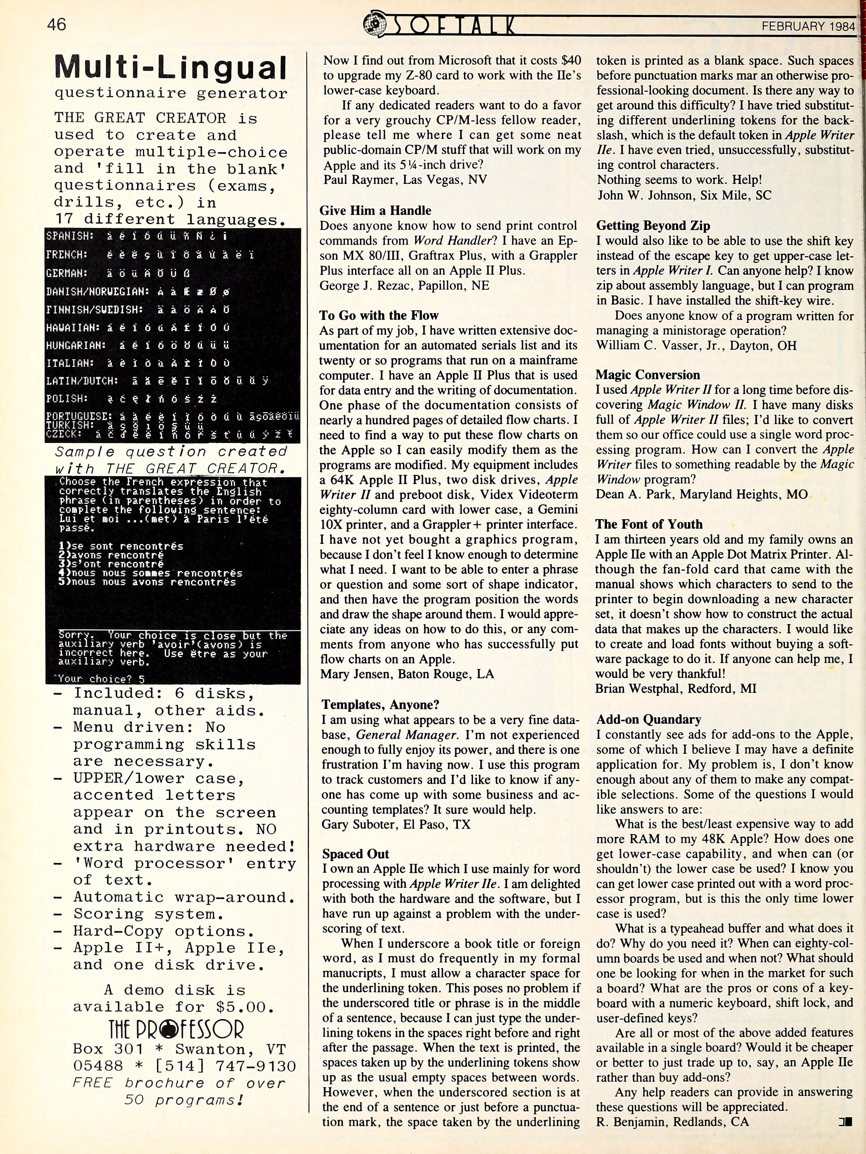 46
SOFTALK
FEBRUARY 1984
Multi-Lingual
questionnaire generator
THE GREAT CREATOR is
used to create and
operate multiple-choice
and 'fill in the blank'
questionnaires (exams,
drills, etc.) in
17 different languages.
SPANISH:
FRENCH:
GERMAN: ä ö ü Ä Ö Ü ß
DANISH/NORWEGIAN:
FINNISH/SWEDISH:
HAWAIIAN:
HUNGARIAN:
ITALIAN:
LATIN/DUTCH:
POLISH:
PORTUGUESE:
TURKISH:
CZECK:
Sample question created
with THE GREAT CREATOR.
Choose the French expression that
correctly translates the English
phrase (in parentheses) in order to
complete the following sentence:
Lui et moi ...(met) à Paris l'été
passé.
1)se sont rencontrés
2)avons rencontré
3)s'ont rencontré
4)nous nous sommes rencontrés
5)nous nous avons rencontrés
Sorry. Your choice is close but the
auxiliary verb 'avoir'(avons) is
incorrect here. Use être as your
auxiliary verb.
Your choice? 5
– Included: 6 disks,
manual, other aids.
– Menu driven: No
programming skills
are necessary.
– UPPER/lower case,
accented letters
appear on the screen
and in printouts. NO
extra hardware needed!
– 'Word processor' entry
of text.
– Automatic wrap-around.
– Scoring system.
– Hard-Copy options.
– Apple II+, Apple IIe,
and one disk drive.
A demo disk is
available for $5.00.
THE PROFESSOR
Box 301 * Swanton, VT
05488 * [514] 747-9130
FREE brochure of over
50 programs!
Now I find out from Microsoft that it costs $40
to upgrade my Z-80 card to work with the IIe's
lower-case keyboard.
If any dedicated readers want to do a favor
for a very grouchy CP/M-less fellow reader,
please tell me where I can get some neat
public-domain CP/M stuff that will work on my
Apple and its 5¼-inch drive?
Paul Raymer, Las Vegas, NV
Give Him a Handle
Does anyone know how to send print control
commands from Word Handler? I have an Ep-
son MX 80/III, Graftrax Plus, with a Grappler
Plus interface all on an Apple II Plus.
George J. Rezac, Papillon, NE
To Go with the Flow
As part of my job, I have written extensive doc-
umentation for an automated serials list and its
twenty or so programs that run on a mainframe
computer. I have an Apple II Plus that is used
for data entry and the writing of documentation.
One phase of the documentation consists of
nearly a hundred pages of detailed flow charts. I
need to find a way to put these flow charts on
the Apple so I can easily modify them as the
programs are modified. My equipment includes
a 64K Apple II Plus, two disk drives, Apple
Writer II and preboot disk, Videx Videoterm
eighty-column card with lower case, a Gemini
10X printer, and a Grappler+ printer interface.
I have not yet bought a graphics program,
because I don't feel I know enough to determine
what I need. I want to be able to enter a phrase
or question and some sort of shape indicator,
and then have the program position the words
and draw the shape around them. I would appre-
ciate any ideas on how to do this, or any com-
ments from anyone who has successfully put
flow charts on an Apple.
Mary Jensen, Baton Rouge, LA
Templates, Anyone?
I am using what appears to be a very fine data-
base, General Manager. I'm not experienced
enough to fully enjoy its power, and there is one
frustration I'm having now. I use this program
to track customers and I'd like to know if any-
one has come up with some business and ac-
counting templates? It sure would help.
Gary Suboter, El Paso, TX
Spaced Out
I own an Apple IIe which I use mainly for word
processing with Apple Writer IIe. I am delighted
with both the hardware and the software, but I
have run up against a problem with the under-
scoring of text.
When I underscore a book title or foreign
word, as I must do frequently in my formal
manucripts, I must allow a character space for
the underlining token. This poses no problem if
the underscored title or phrase is in the middle
of a sentence, because I can just type the under-
lining tokens in the spaces right before and right
after the passage. When the text is printed, the
spaces taken up by the underlining tokens show
up as the usual empty spaces between words.
However, when the underscored section is at
the end of a sentence or just before a punctua-
tion mark, the space taken by the underlining
token is printed as a blank space. Such spaces
before punctuation marks mar an otherwise pro-
fessional-looking document. Is there any way to
get around this difficulty? I have tried substitut-
ing different underlining tokens for the back-
slash, which is the default token in Apple Writer
IIe. I have even tried, unsuccessfully, substitut-
ing control characters.
Nothing seems to work. Help!
John W. Johnson, Six Mile, SC
Getting Beyond Zip
I would also like to be able to use the shift key
instead of the escape key to get upper-case let-
ters in Apple Writer I. Can anyone help? I know
zip about assembly language, but I can program
in Basic. I have installed the shift-key wire.
Does anyone know of a program written for
managing a ministorage operation?
William C. Vasser, Jr., Dayton, OH
Magic Conversion
I used Apple Writer II for a long time before dis-
covering Magic Window II. I have many disks
full of Apple Writer II files; I'd like to convert
them so our office could use a single word proc-
essing program. How can I convert the Apple
Writer files to something readable by the Magic
Window program?
Dean A. Park, Maryland Heights, MO
The Font of Youth
I am thirteen years old and my family owns an
Apple IIe with an Apple Dot Matrix Printer. Al-
though the fan-fold card that came with the
manual shows which characters to send to the
printer to begin downloading a new character
set, it doesn't show how to construct the actual
data that makes up the characters. I would like
to create and load fonts without buying a soft-
ware package to do it. If anyone can help me, I
would be very thankful!
Brian Westphal, Redford, MI
Add-on Quandary
I constantly see ads for add-ons to the Apple,
some of which I believe I may have a definite
application for. My problem is, I don't know
enough about any of them to make any compat-
ible selections. Some of the questions I would
like answers to are:
What is the best/least expensive way to add
more RAM to my 48K Apple? How does one
get lower-case capability, and when can (or
shouldn't) the lower case be used? I know you
can get lower case printed out with a word proc-
essor program, but is this the only time lower
case is used?
What is a typeahead buffer and what does it
do? Why do you need it? When can eighty-col-
umn boards be used and when not? What should
one be looking for when in the market for such
a board? What are the pros or cons of a key-
board with a numeric keyboard, shift lock, and
user-defined keys?
Are all or most of the above added features
available in a single board? Would it be cheaper
or better to just trade up to, say, an Apple IIe
rather than buy add-ons?
Any help readers can provide in answering
these questions will be appreciated.
R. Benjamin, Redlands, CA